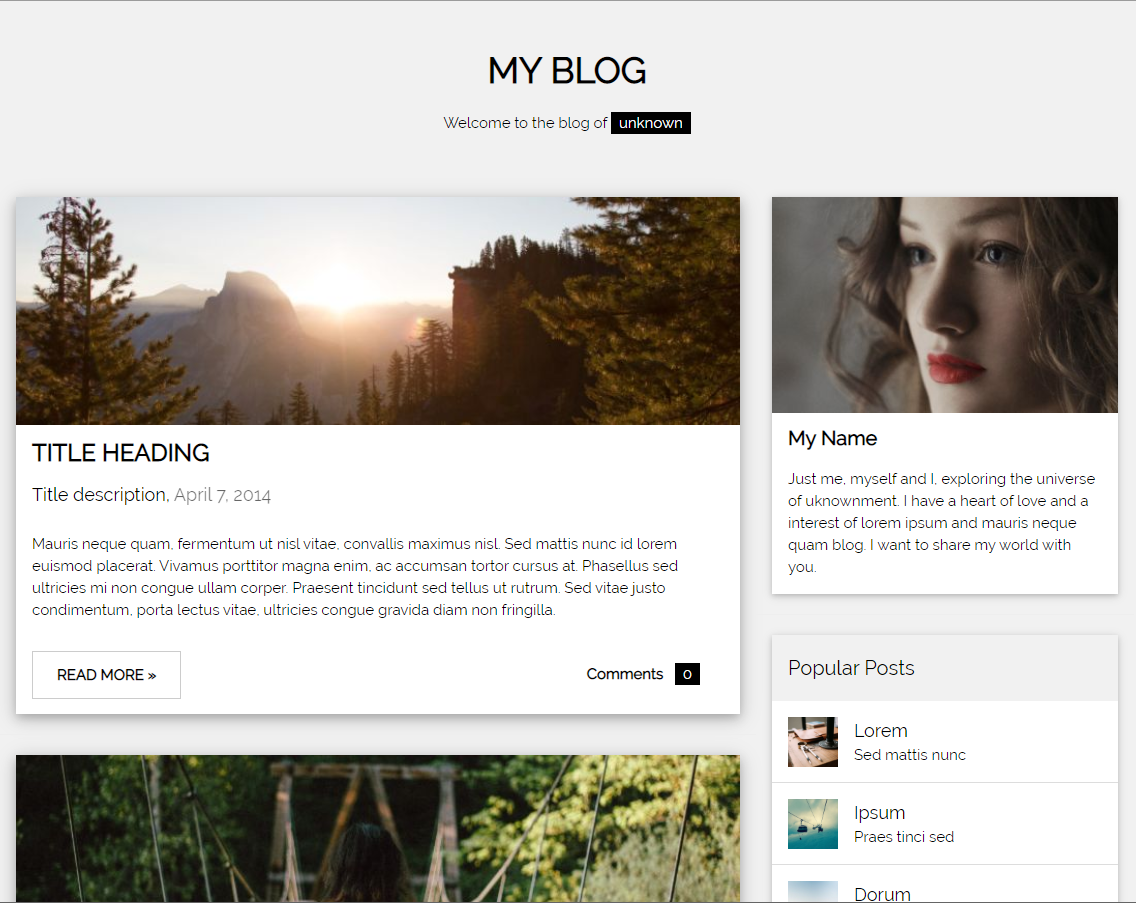 MY BLOG
Welcome to the blog of unknown
TITLE HEADING
Title description, April 7, 2014
Mauris neque quam, fermentum ut nisl vitae, convallis maximus nisl. Sed mattis nunc id lorem
euismod placerat. Vivamus porttitor magna enim, ac accumsan tortor cursus at. Phasellus sed
ultricies mi non congue ullam corper. Praesent tincidunt sed tellus ut rutrum. Sed vitae justo
condimentum, porta lectus vitae, ultricies congue gravida diam non fringilla.
READ MORE »
Comments 0
My Name
Just me, myself and I, exploring the universe
of uknownment. I have a heart of love and a
interest of lorem ipsum and mauris neque
quam blog. I want to share my world with
you.
Popular Posts
Lorem
Sed mattis nunc
Ipsum
Praes tinci sed
Dorum